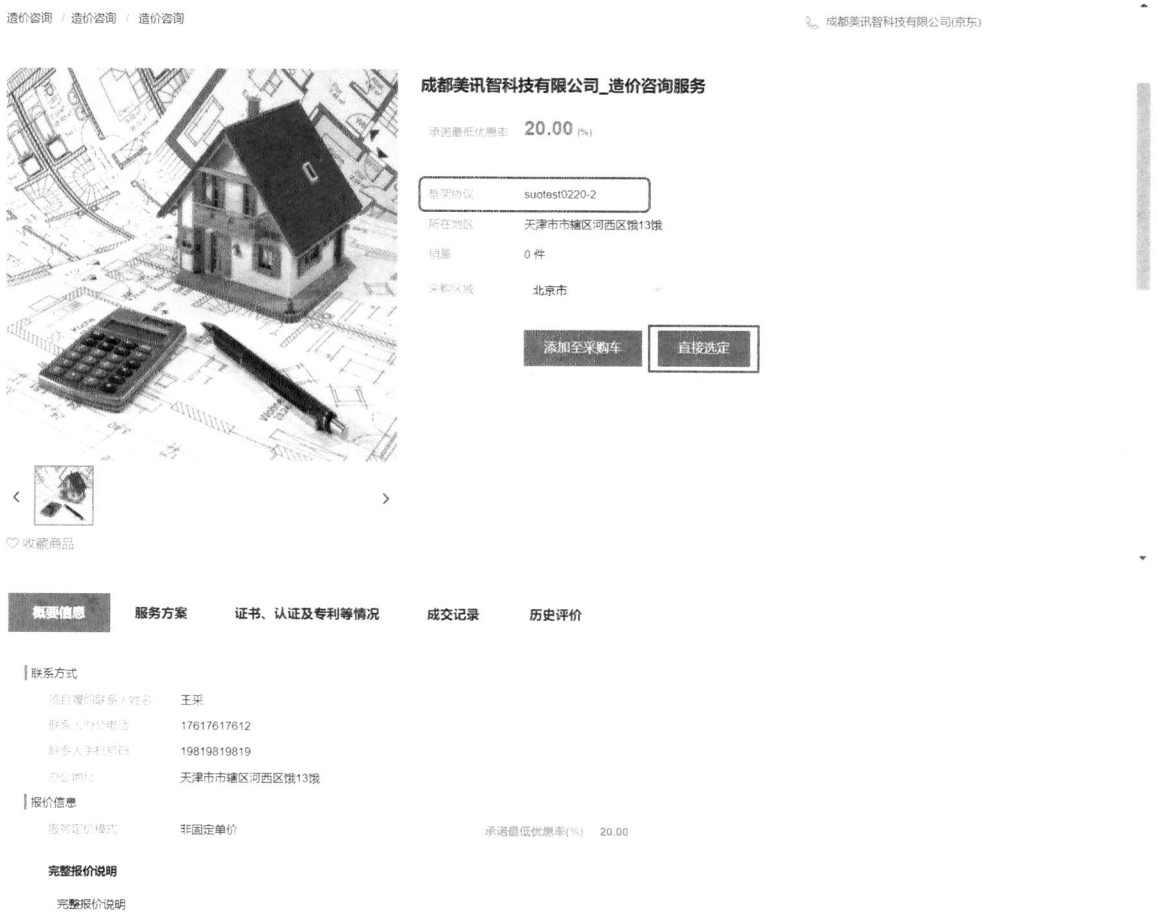 造价咨询 / 造价咨询 / 造价咨询
成都美讯智科技有限公司(京东)
成都美讯智科技有限公司_造价咨询服务
承诺最低优惠率 20.00 (%)
框架协议 suotest0220-2
所在地区 天津市市辖区河西区饿13饿
销量 0 件
采购区域 北京市
添加至采购车 直接选定
收藏商品
概要信息 服务方案 证书、认证及专利等情况 成交记录 历史评价
联系方式
项目履约联系人姓名 王采
联系人办公电话 17617617612
联系人手机号码 19819819819
办公地址 天津市市辖区河西区饿13饿
报价信息
服务定价模式 非固定单价 承诺最低优惠率(%) 20.00
完整报价说明
完整报价说明